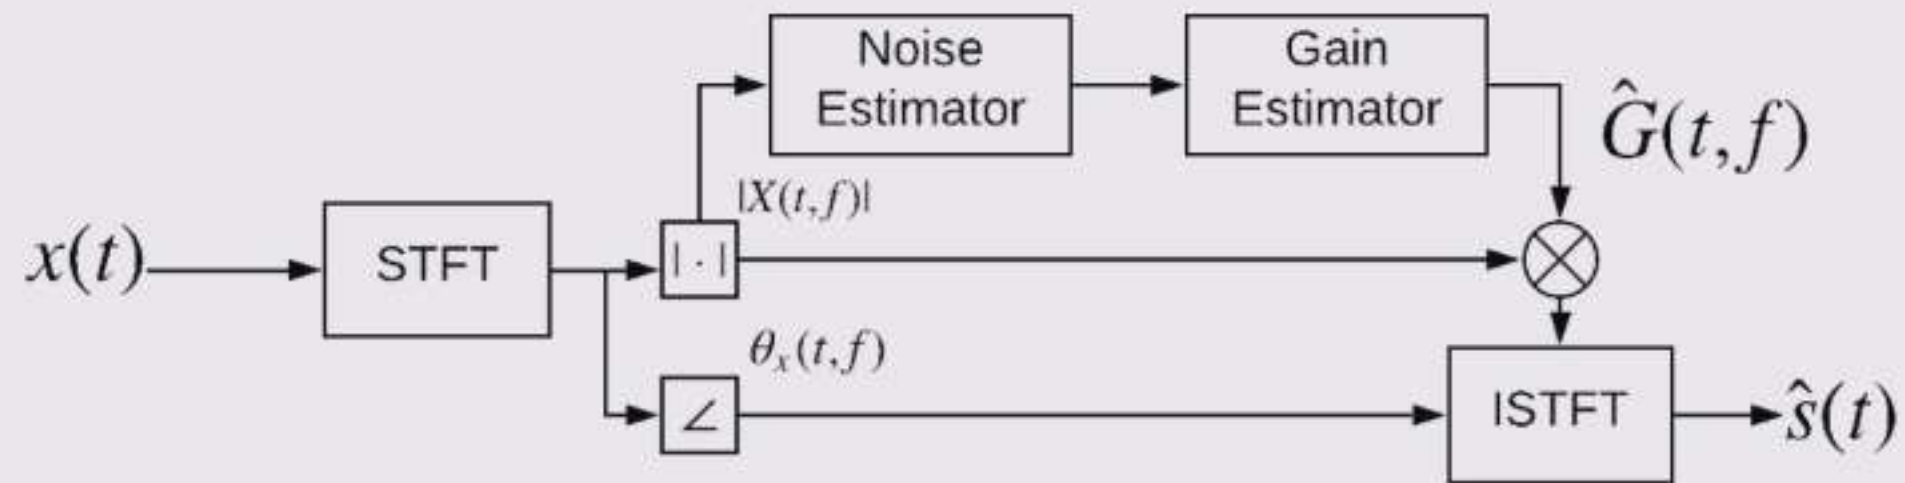 Noise
Estimator
Gain
Estimator
Ĝ(t,f)
|X(t,f)|
x(t)
STFT
|·|
θₓ(t,f)
∠
ISTFT
ŝ(t)